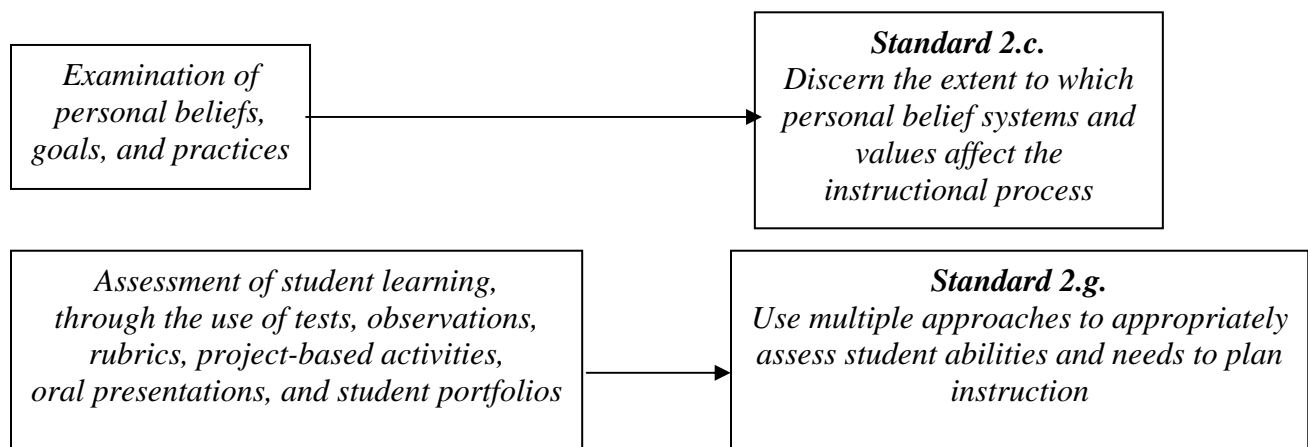 Examination of
personal beliefs,
goals, and practices
Standard 2.c.
Discern the extent to which
personal belief systems and
values affect the
instructional process
Assessment of student learning,
through the use of tests, observations,
rubrics, project-based activities,
oral presentations, and student portfolios
Standard 2.g.
Use multiple approaches to appropriately
assess student abilities and needs to plan
instruction